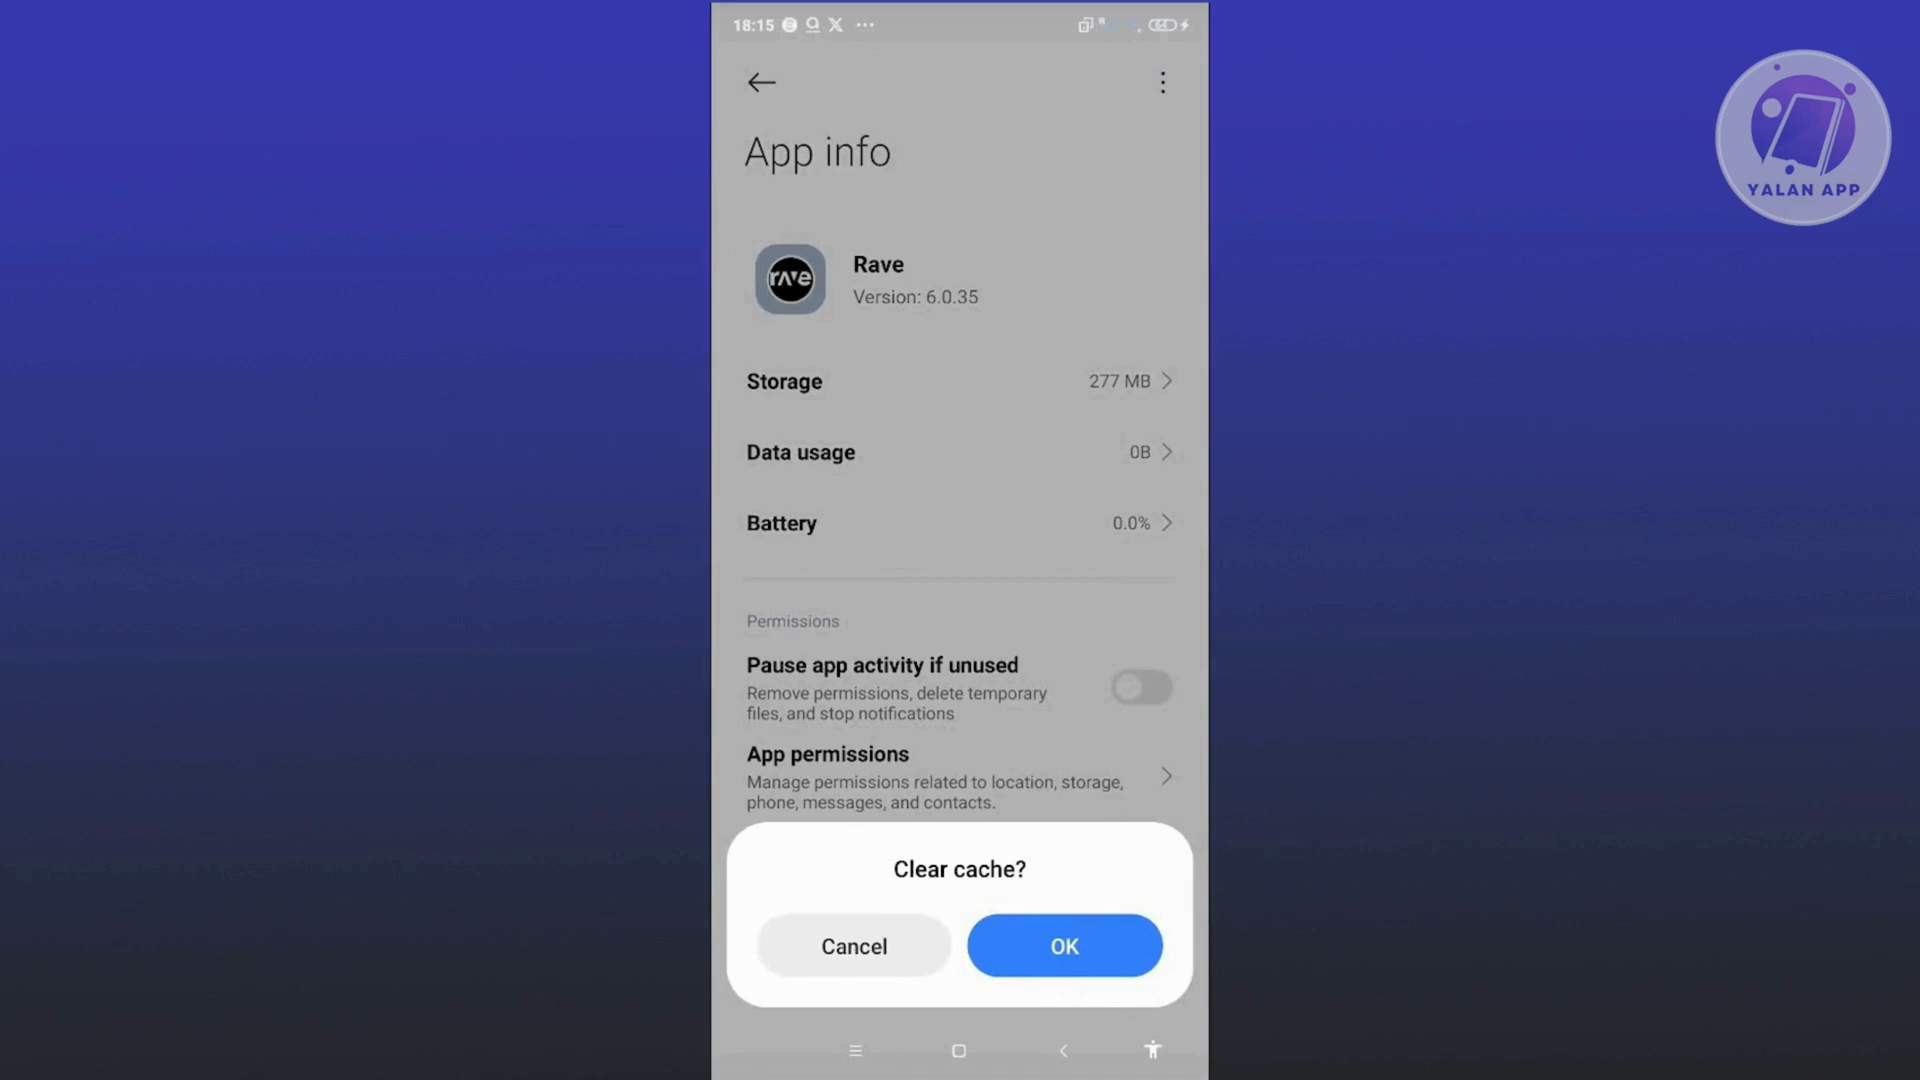 18:15
64
YALAN APP
App info
rave
Rave
Version: 6.0.35
Storage
277 MB
Data usage
0B
Battery
0.0%
Permissions
Pause app activity if unused
Remove permissions, delete temporary
files, and stop notifications
App permissions
Manage permissions related to location, storage,
phone, messages, and contacts.
Clear cache?
Cancel
OK